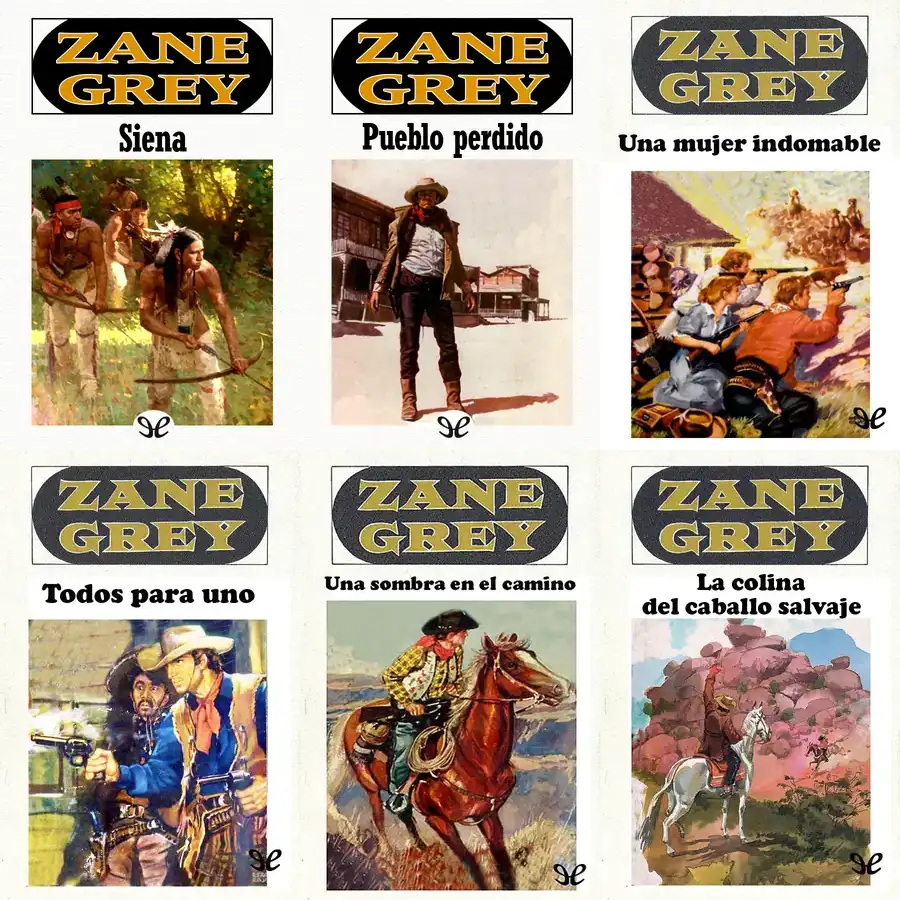 ZANE
GREY
Siena
ZANE
GREY
Pueblo perdido
ZANE
GREY
Una mujer indomable
ZANE
GREY
Todos para uno
ZANE
GREY
Una sombra en el camino
ZANE
GREY
La colina
del caballo salvaje